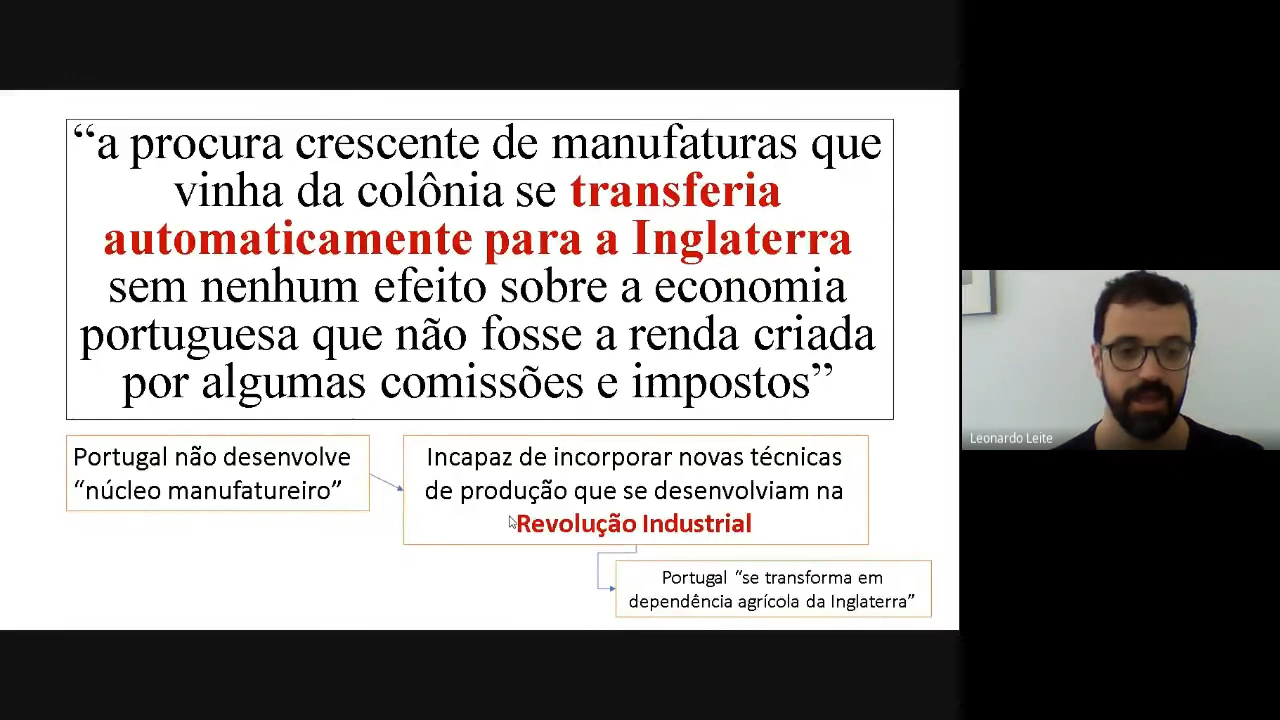 “a procura crescente de manufaturas que
vinha da colônia se transferia
automaticamente para a Inglaterra
sem nenhum efeito sobre a economia
portuguesa que não fosse a renda criada
por algumas comissões e impostos”
Portugal não desenvolve
“núcleo manufatureiro”
Incapaz de incorporar novas técnicas
de produção que se desenvolviam na
Revolução Industrial
Portugal “se transforma em
dependência agrícola da Inglaterra”
Leonardo Leite